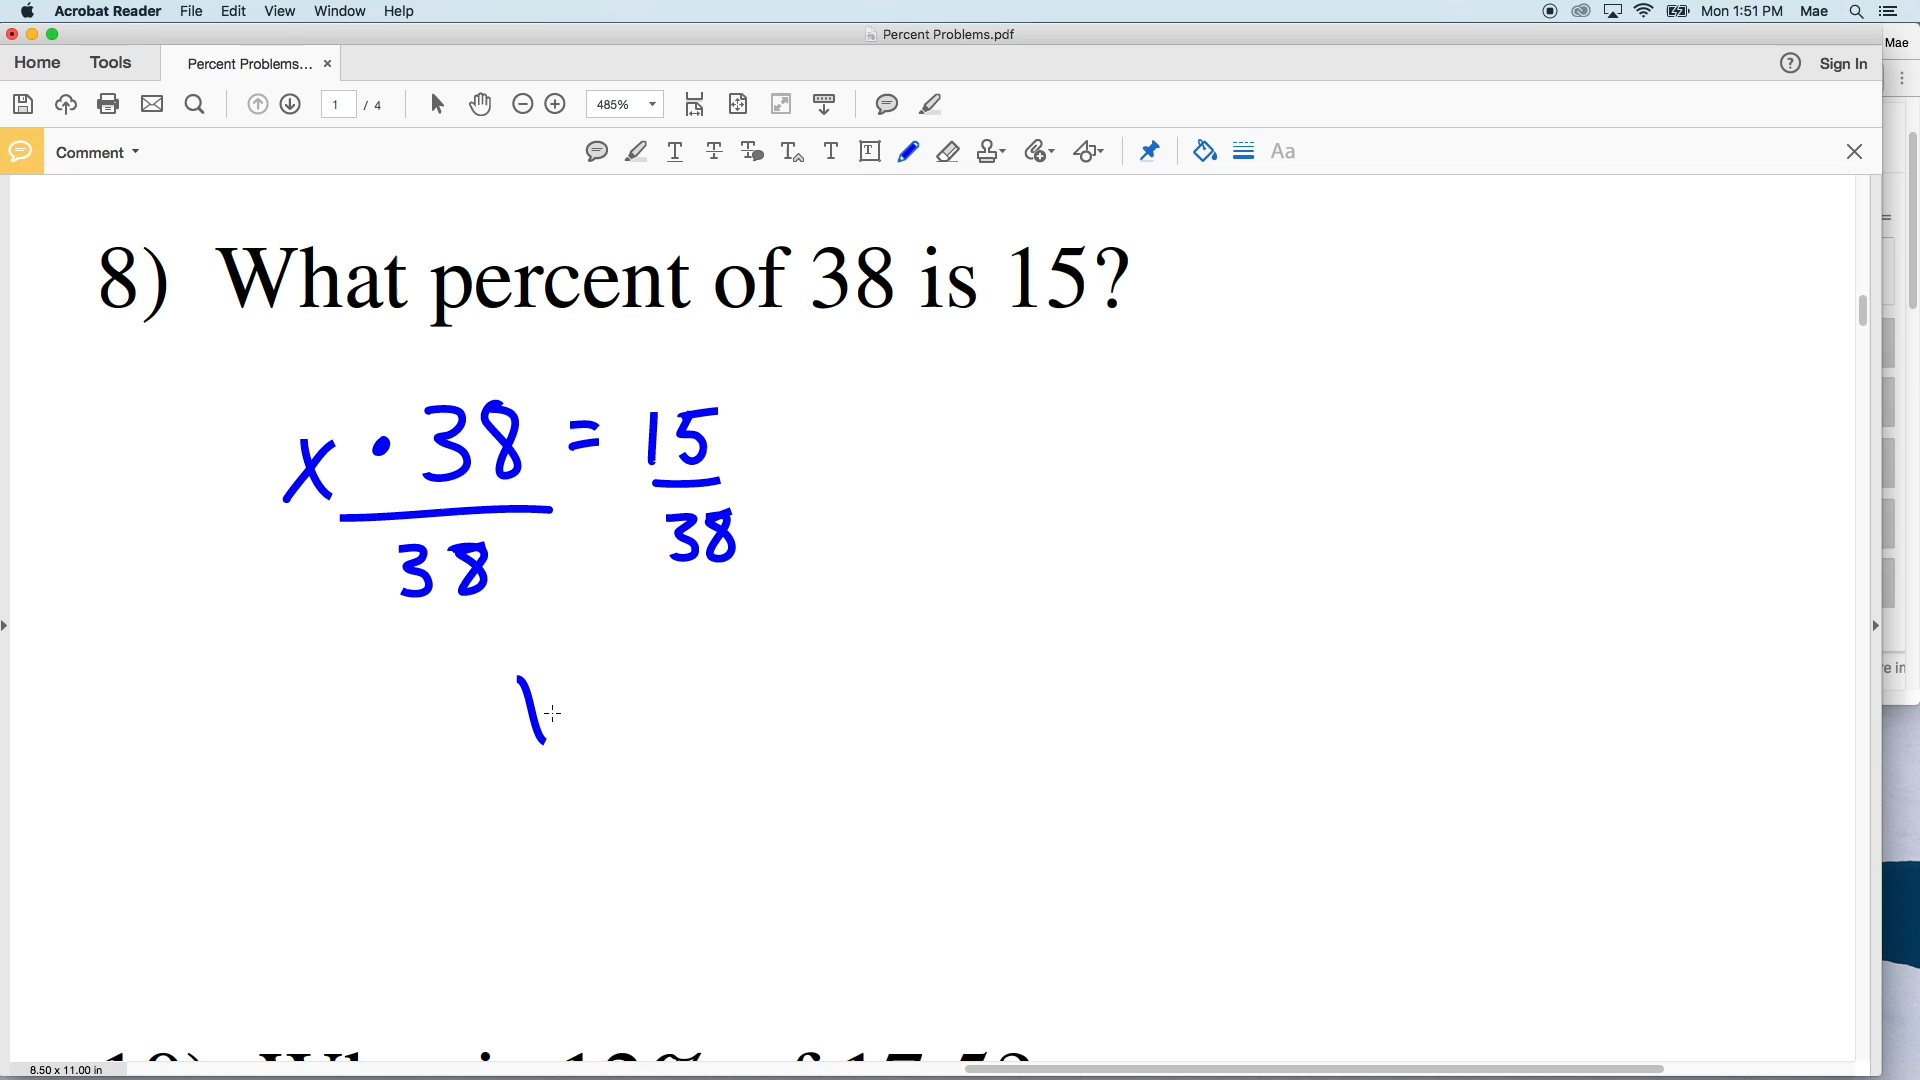 Acrobat Reader File Edit View Window Help Mon 1:51 PM Mae
Percent Problems.pdf
Mae
Home Tools Percent Problems... × ? Sign In
1 / 4 485%
Comment T T T T T T Aa
8) What percent of 38 is 15?
x · 38 = 15
38 38
8.50 x 11.00 in